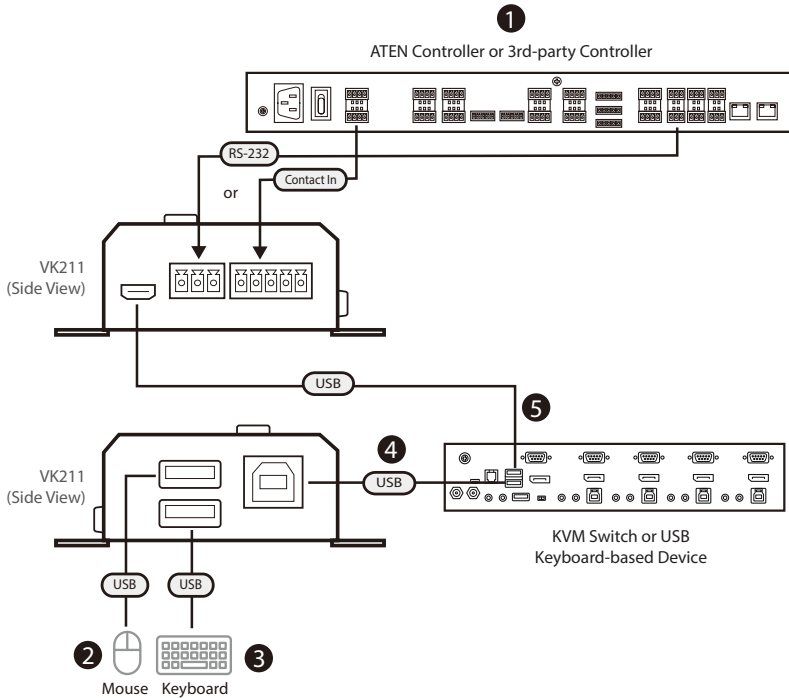 1
ATEN Controller or 3rd-party Controller
RS-232
or
Contact In
VK211
(Side View)
USB
5
4
VK211
(Side View)
USB
KVM Switch or USB
Keyboard-based Device
USB
USB
2
3
Mouse
Keyboard